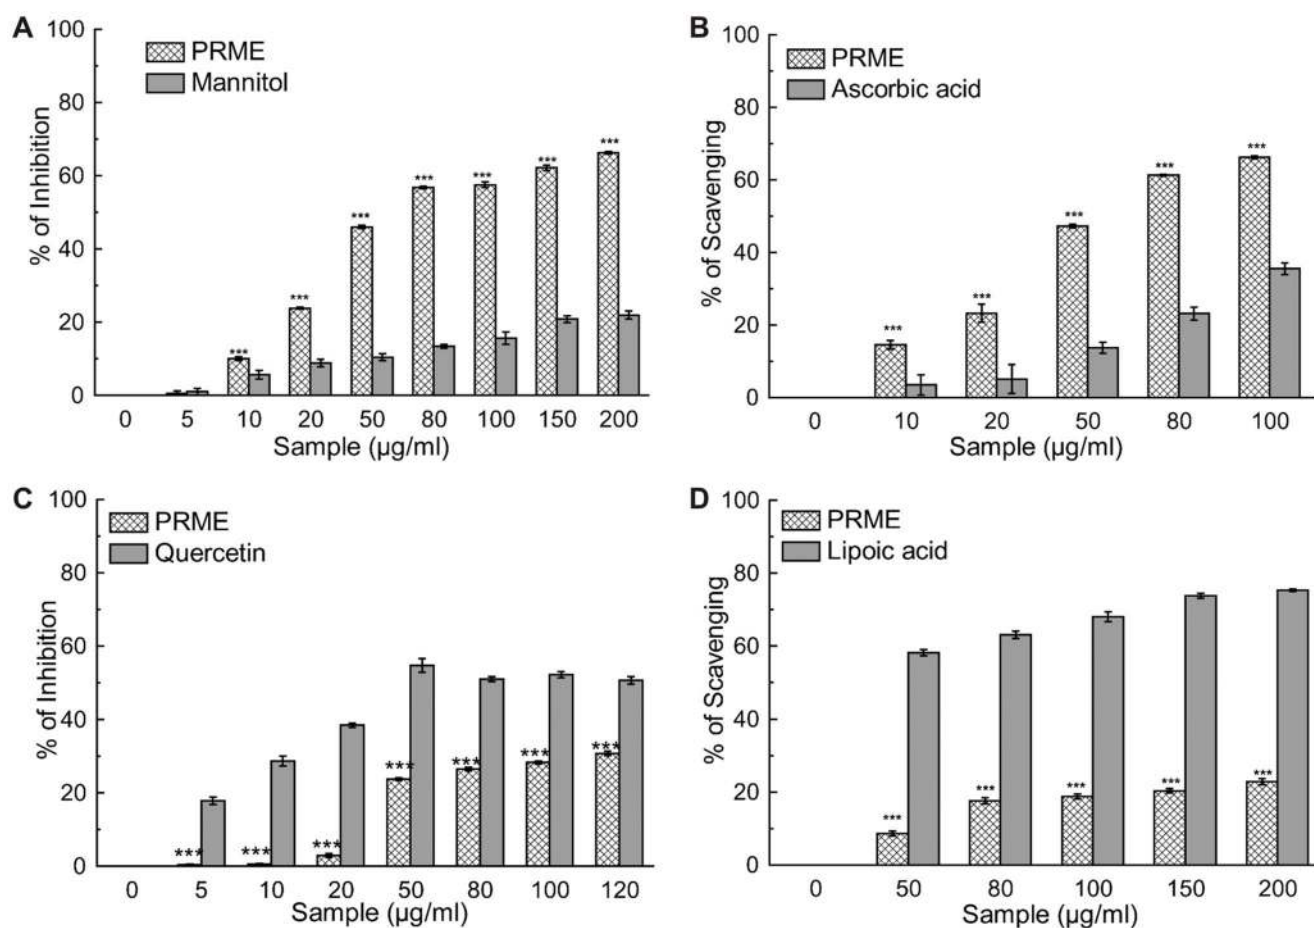 A
100
80
60
40
20
0
% of Inhibition
PRME
Mannitol
*** *** *** *** *** *** ***
0 5 10 20 50 80 100 150 200
Sample (µg/ml)
B
100
80
60
40
20
0
% of Scavenging
PRME
Ascorbic acid
*** *** *** *** ***
0 10 20 50 80 100
Sample (µg/ml)
C
100
80
60
40
20
0
% of Inhibition
PRME
Quercetin
*** *** *** *** *** *** ***
0 5 10 20 50 80 100 120
Sample (µg/ml)
D
100
80
60
40
20
0
% of Scavenging
PRME
Lipoic acid
*** *** *** *** ***
0 50 80 100 150 200
Sample (µg/ml)